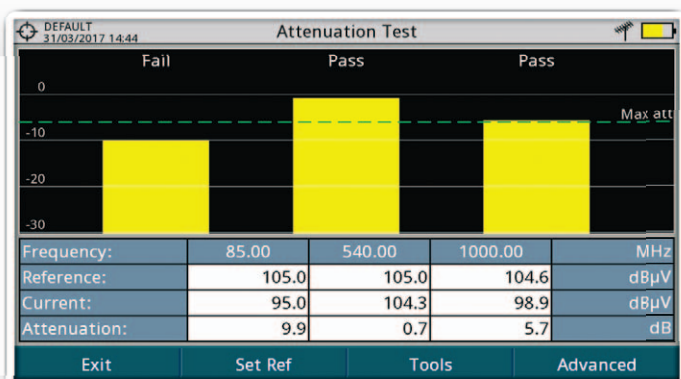 DEFAULT
31/03/2017 14:44
Attenuation Test
Fail Pass Pass
0
Max att
-10
-20
-30
Frequency: 85.00 540.00 1000.00 MHz
Reference: 105.0 105.0 104.6 dBµV
Current: 95.0 104.3 98.9 dBµV
Attenuation: 9.9 0.7 5.7 dB
Exit Set Ref Tools Advanced